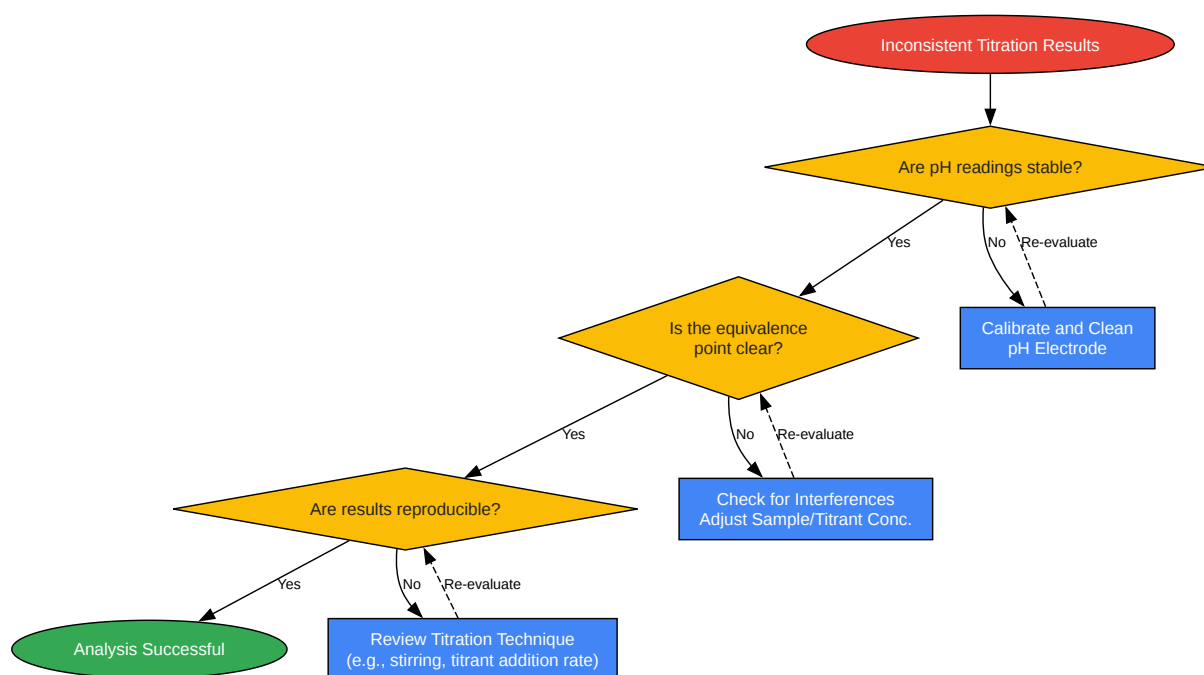 Inconsistent Titration Results
Are pH readings stable?
Yes
No
Re-evaluate
Is the equivalence
point clear?
Calibrate and Clean
pH Electrode
Yes
No
Re-evaluate
Are results reproducible?
Check for Interferences
Adjust Sample/Titrant Conc.
Yes
No
Re-evaluate
Analysis Successful
Review Titration Technique
(e.g., stirring, titrant addition rate)